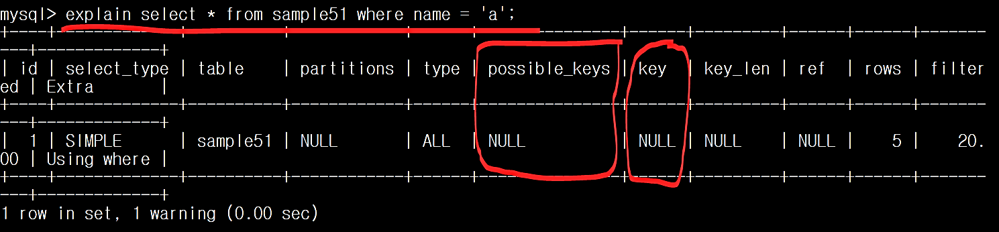 mysql> explain select * from sample51 where name = 'a';
+----+-------------+----------+------------+------+---------------+------+---------+------+------+-------
---+-------------+
| id | select_type | table    | partitions | type | possible_keys | key  | key_len | ref  | rows | filter
ed | Extra       |
+----+-------------+----------+------------+------+---------------+------+---------+------+------+-------
---+-------------+
|  1 | SIMPLE      | sample51 | NULL       | ALL  | NULL          | NULL | NULL    | NULL |    5 |    20.
00 | Using where |
+----+-------------+----------+------------+------+---------------+------+---------+------+------+-------
---+-------------+
1 row in set, 1 warning (0.00 sec)